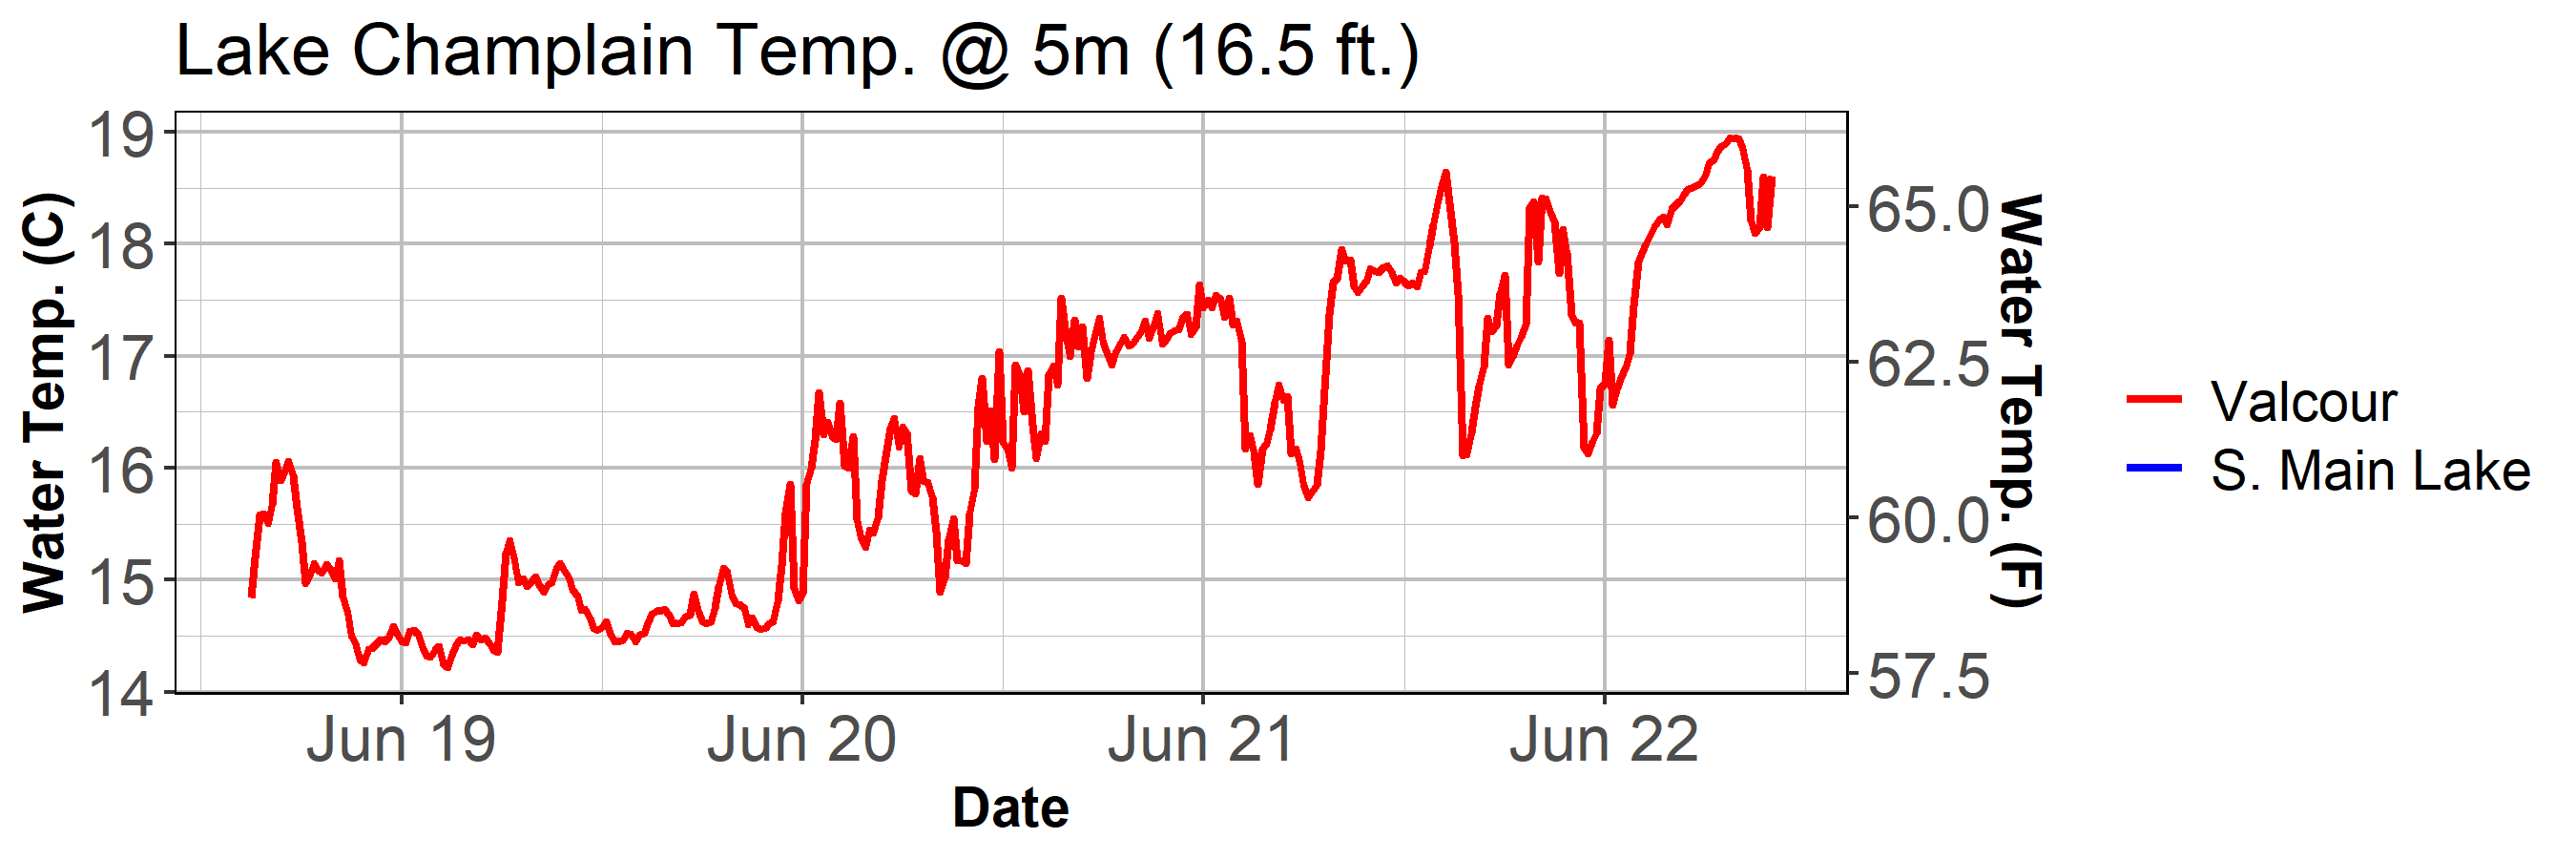 Lake Champlain Temp. @ 5m (16.5 ft.)
Water Temp. (C)
19
18
17
16
15
14
65.0
62.5
60.0
57.5
Water Temp. (F)
Jun 19
Jun 20
Jun 21
Jun 22
Date
Valcour
S. Main Lake